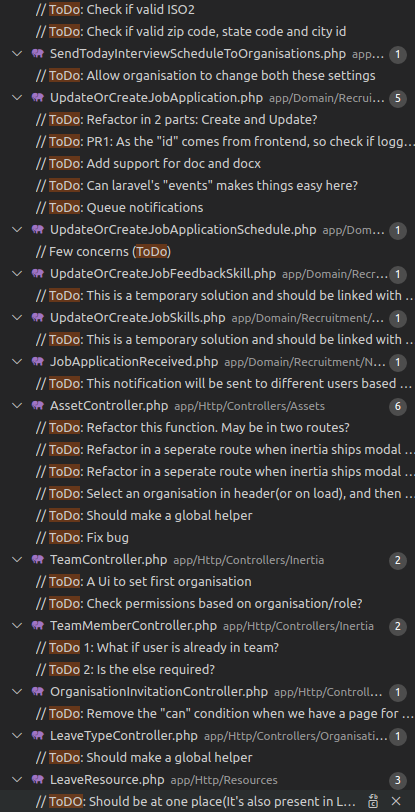 // ToDo: Check if valid ISO2
// ToDo: Check if valid zip code, state code and city id
SendTodayInterviewScheduleToOrganisations.php app... 1
// ToDo: Allow organisation to change both these settings
UpdateOrCreateJobApplication.php app/Domain/Recrui... 5
// ToDo: Refactor in 2 parts: Create and Update?
// ToDo: PR1: As the "id" comes from frontend, so check if logg...
// ToDo: Add support for doc and docx
// ToDo: Can laravel's "events" makes things easy here?
// ToDo: Queue notifications
UpdateOrCreateJobApplicationSchedule.php app/Dom... 1
// Few concerns (ToDo)
UpdateOrCreateJobFeedbackSkill.php app/Domain/Recr... 1
// ToDo: This is a temporary solution and should be linked with ...
UpdateOrCreateJobSkills.php app/Domain/Recruitment/... 1
// ToDo: This is a temporary solution and should be linked with ...
JobApplicationReceived.php app/Domain/Recruitment/N... 1
// ToDo: This notification will be sent to different users based ...
AssetController.php app/Http/Controllers/Assets 6
// ToDo: Refactor this function. May be in two routes?
// ToDo: Refactor in a seperate route when inertia ships modal ...
// ToDo: Refactor in a seperate route when inertia ships modal ...
// ToDo: Select an organisation in header(or on load), and then ...
// ToDo: Should make a global helper
// ToDo: Fix bug
TeamController.php app/Http/Controllers/Inertia 2
// ToDo: A Ui to set first organisation
// ToDo: Check permissions based on organisation/role?
TeamMemberController.php app/Http/Controllers/Inertia 2
// ToDo 1: What if user is already in team?
// ToDo 2: Is the else required?
OrganisationInvitationController.php app/Http/Controll... 1
// ToDo: Remove the "can" condition when we have a page for ...
LeaveTypeController.php app/Http/Controllers/Organisati... 1
// ToDo: Should make a global helper
LeaveResource.php app/Http/Resources 3
// ToDO: Should be at one place(It's also present in L...